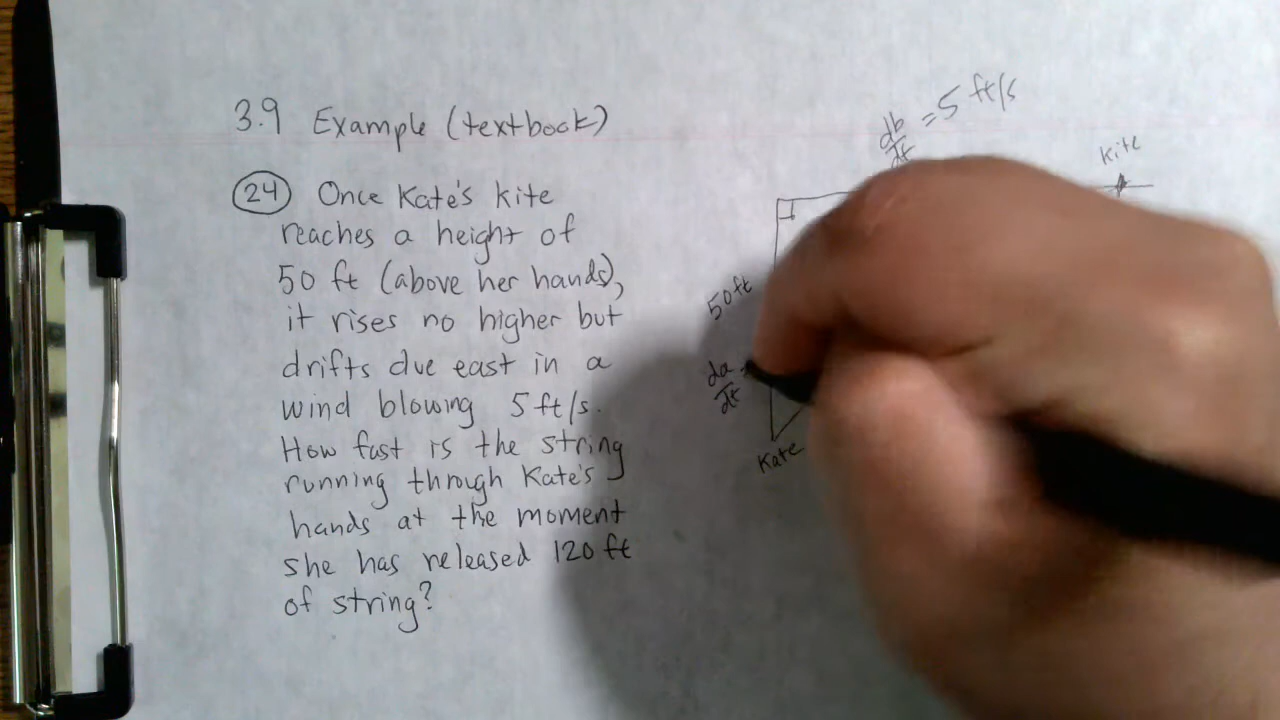 3.9 Example (textbook)
24 Once Kate's kite
reaches a height of
50 ft (above her hands),
it rises no higher but
drifts due east in a
wind blowing 5 ft/s.
How fast is the string
running through Kate's
hands at the moment
she has released 120 ft
of string?
db/dt = 5 ft/s
Kite
50 ft
da/dt =
Kate